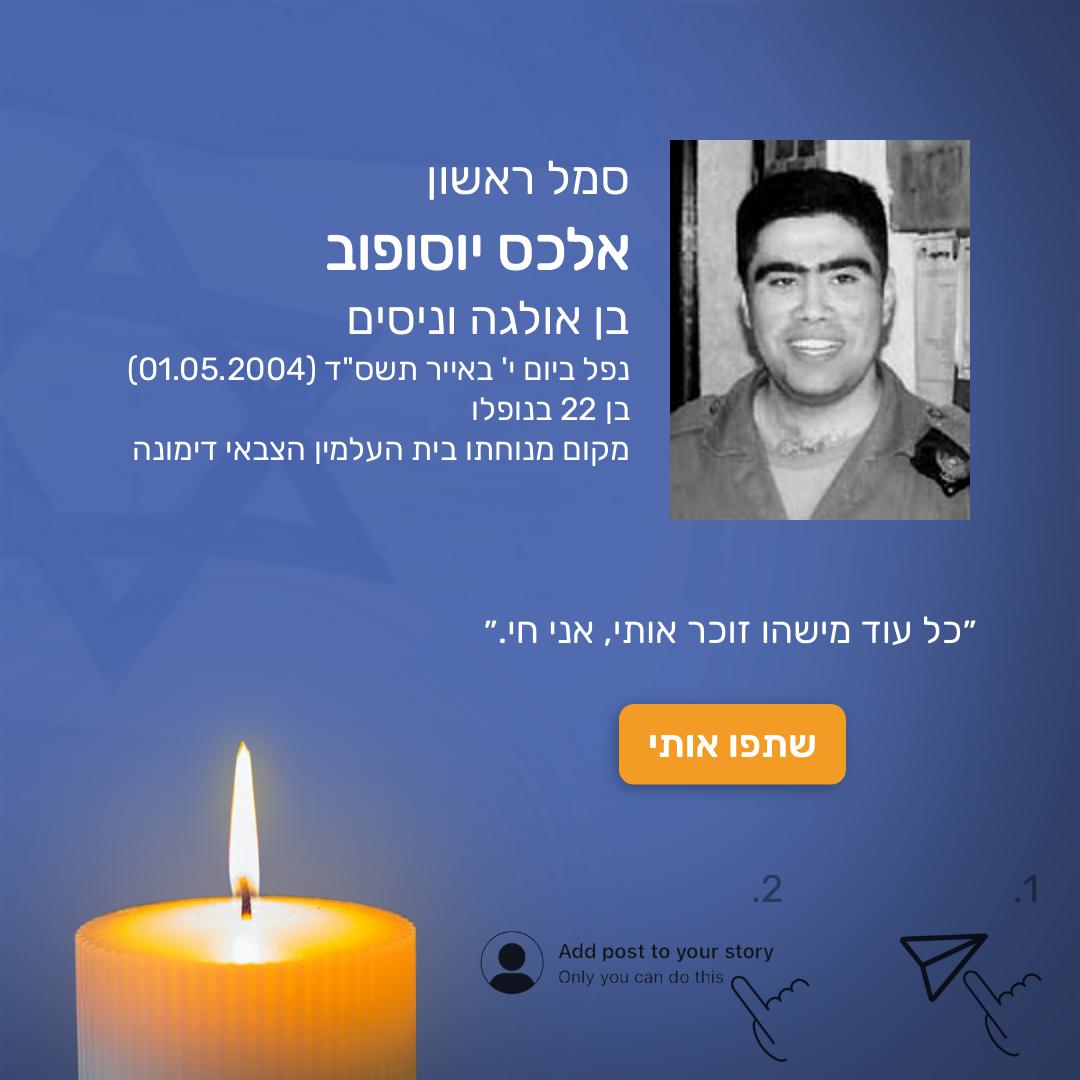 סמל ראשון
אלכס יוסופוב
בן אולגה וניסים
נפל ביום י' באייר תשס"ד (01.05.2004)
בן 22 בנופלו
מקום מנוחתו בית העלמין הצבאי דימונה
״כל עוד מישהו זוכר אותי, אני חי.״
שתפו אותי
1.
2.
Add post to your story
Only you can do this